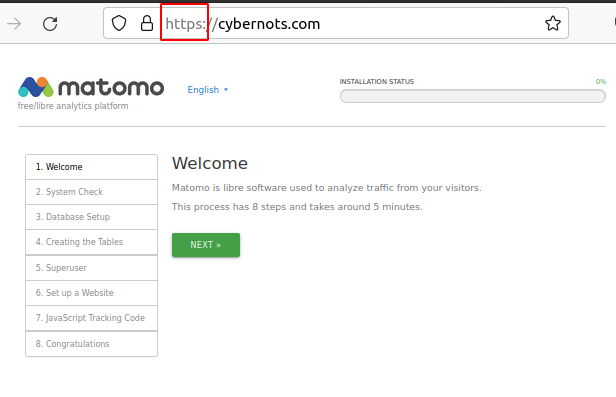 https://cybernots.com
matomo
free/libre analytics platform
English
INSTALLATION STATUS 0%
1. Welcome
2. System Check
3. Database Setup
4. Creating the Tables
5. Superuser
6. Set up a Website
7. JavaScript Tracking Code
8. Congratulations
Welcome
Matomo is libre software used to analyze traffic from your visitors.
This process has 8 steps and takes around 5 minutes.
NEXT »